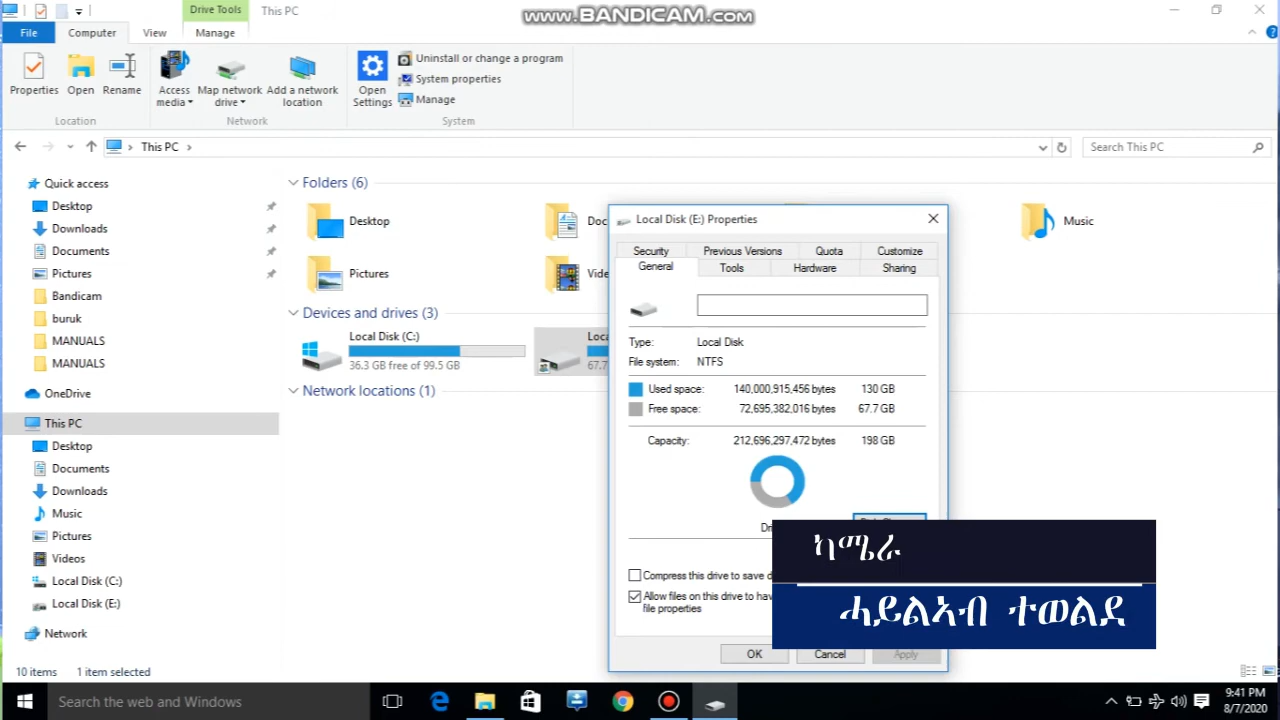 Drive Tools
This PC
www.BANDICAM.com
File
Computer
View
Manage
Properties
Open
Rename
Access media
Map network drive
Add a network location
Open Settings
Uninstall or change a program
System properties
Manage
Location
Network
System
This PC
Search This PC
Quick access
Desktop
Downloads
Documents
Pictures
Bandicam
buruk
MANUALS
MANUALS
OneDrive
This PC
Desktop
Documents
Downloads
Music
Pictures
Videos
Local Disk (C:)
Local Disk (E:)
Network
Folders (6)
Desktop
Music
Pictures
Devices and drives (3)
Local Disk (C:)
36.3 GB free of 99.5 GB
Network locations (1)
Local Disk (E:) Properties
Security
Previous Versions
Quota
Customize
General
Tools
Hardware
Sharing
Type: Local Disk
File system: NTFS
Used space: 140,000,915,456 bytes 130 GB
Free space: 72,695,382,016 bytes 67.7 GB
Capacity: 212,696,297,472 bytes 198 GB
Compress this drive to save
Allow files on this drive to
file properties
OK
Cancel
Apply
ካሜራ
ሓይልኣብ ተወልደ
10 items
1 item selected
Search the web and Windows
9:41 PM
8/7/2020